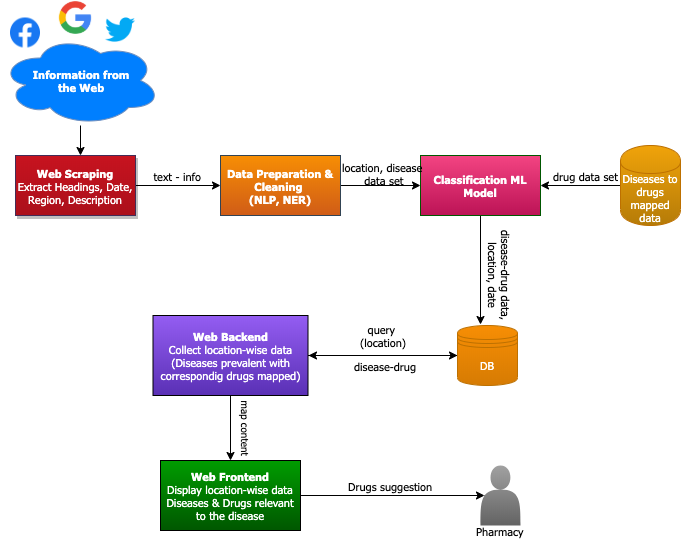 Information from
the Web
Web Scraping
Extract Headings, Date,
Region, Description
text - info
Data Preparation &
Cleaning
(NLP, NER)
location, disease
data set
Classification ML
Model
drug data set
Diseases to
drugs
mapped
data
disease-drug data,
location, date
Web Backend
Collect location-wise data
(Diseases prevalent with
correspondig drugs mapped)
query
(location)
disease-drug
DB
map content
Web Frontend
Display location-wise data
Diseases & Drugs relevant
to the disease
Drugs suggestion
Pharmacy